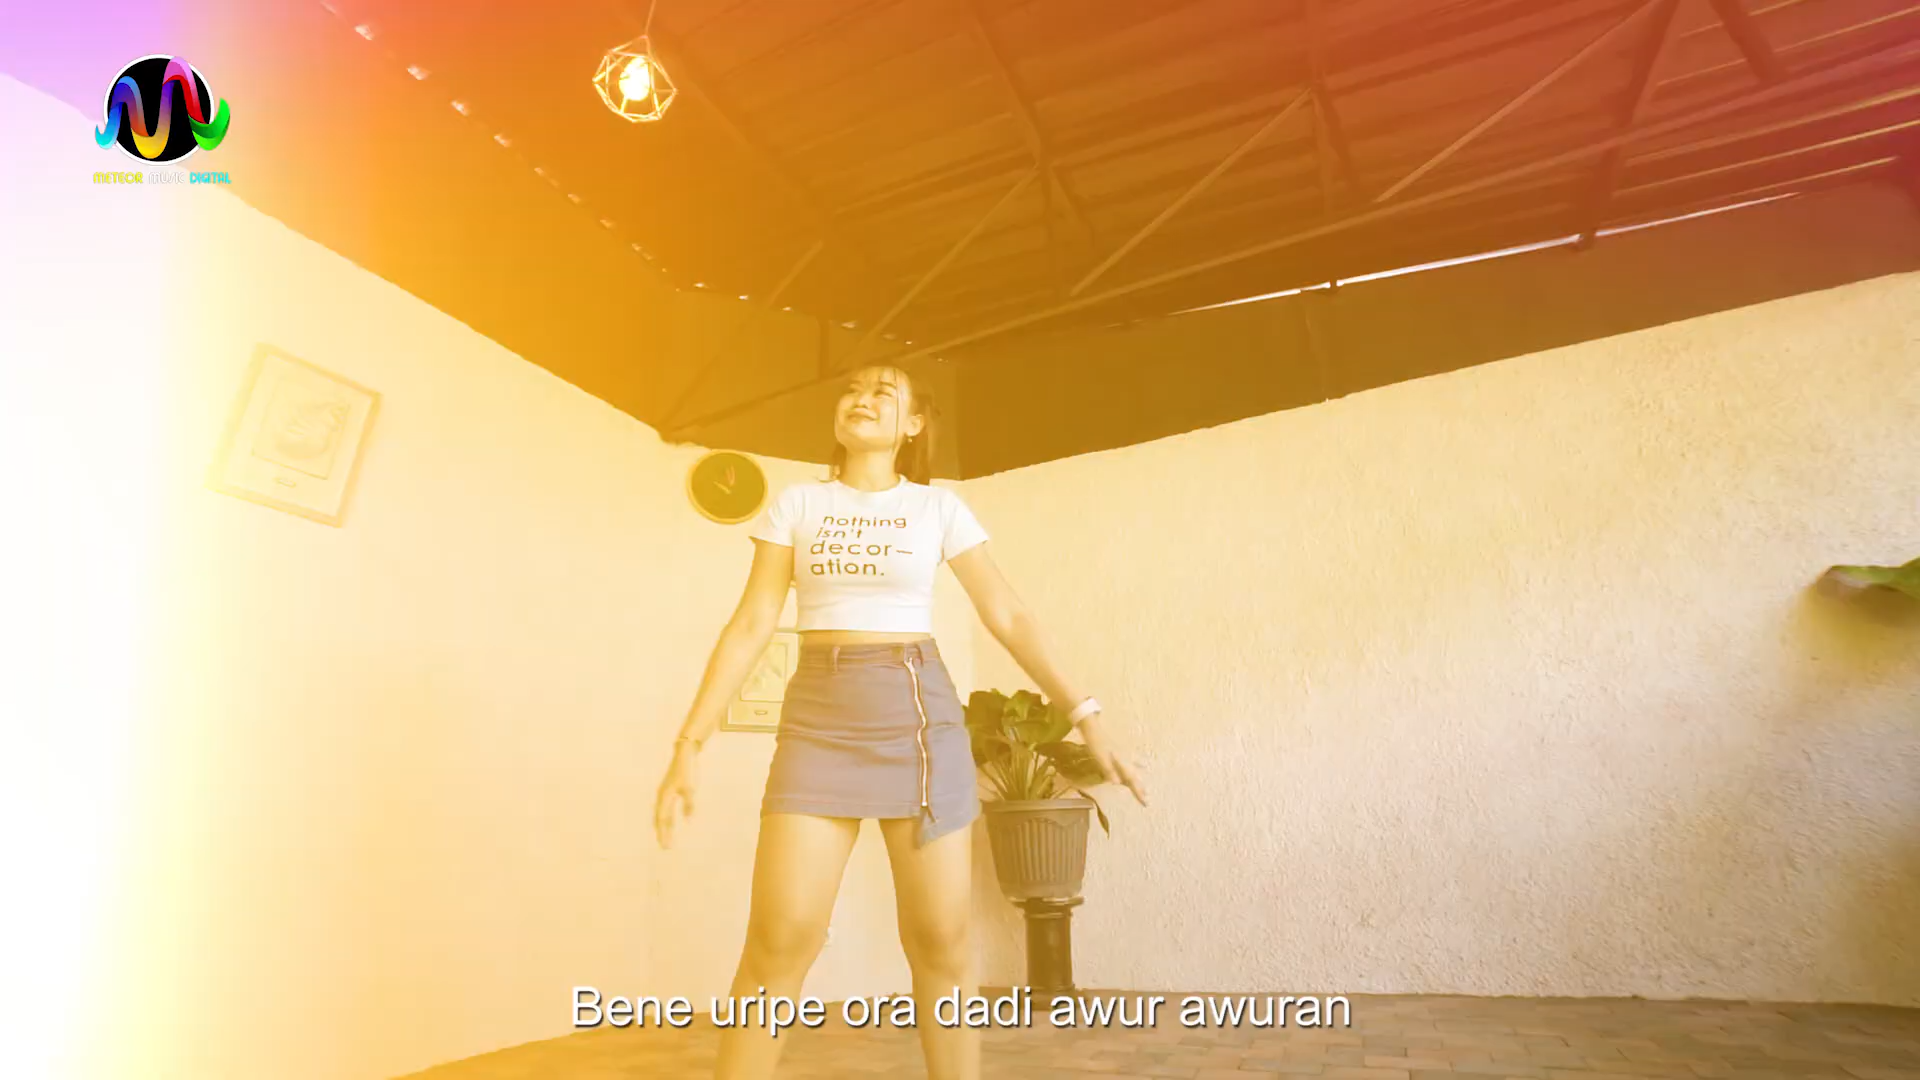 METEOR MUSIC DIGITAL
nothing
isn't
decor—
ation.
Bene uripe ora dadi awur awuran